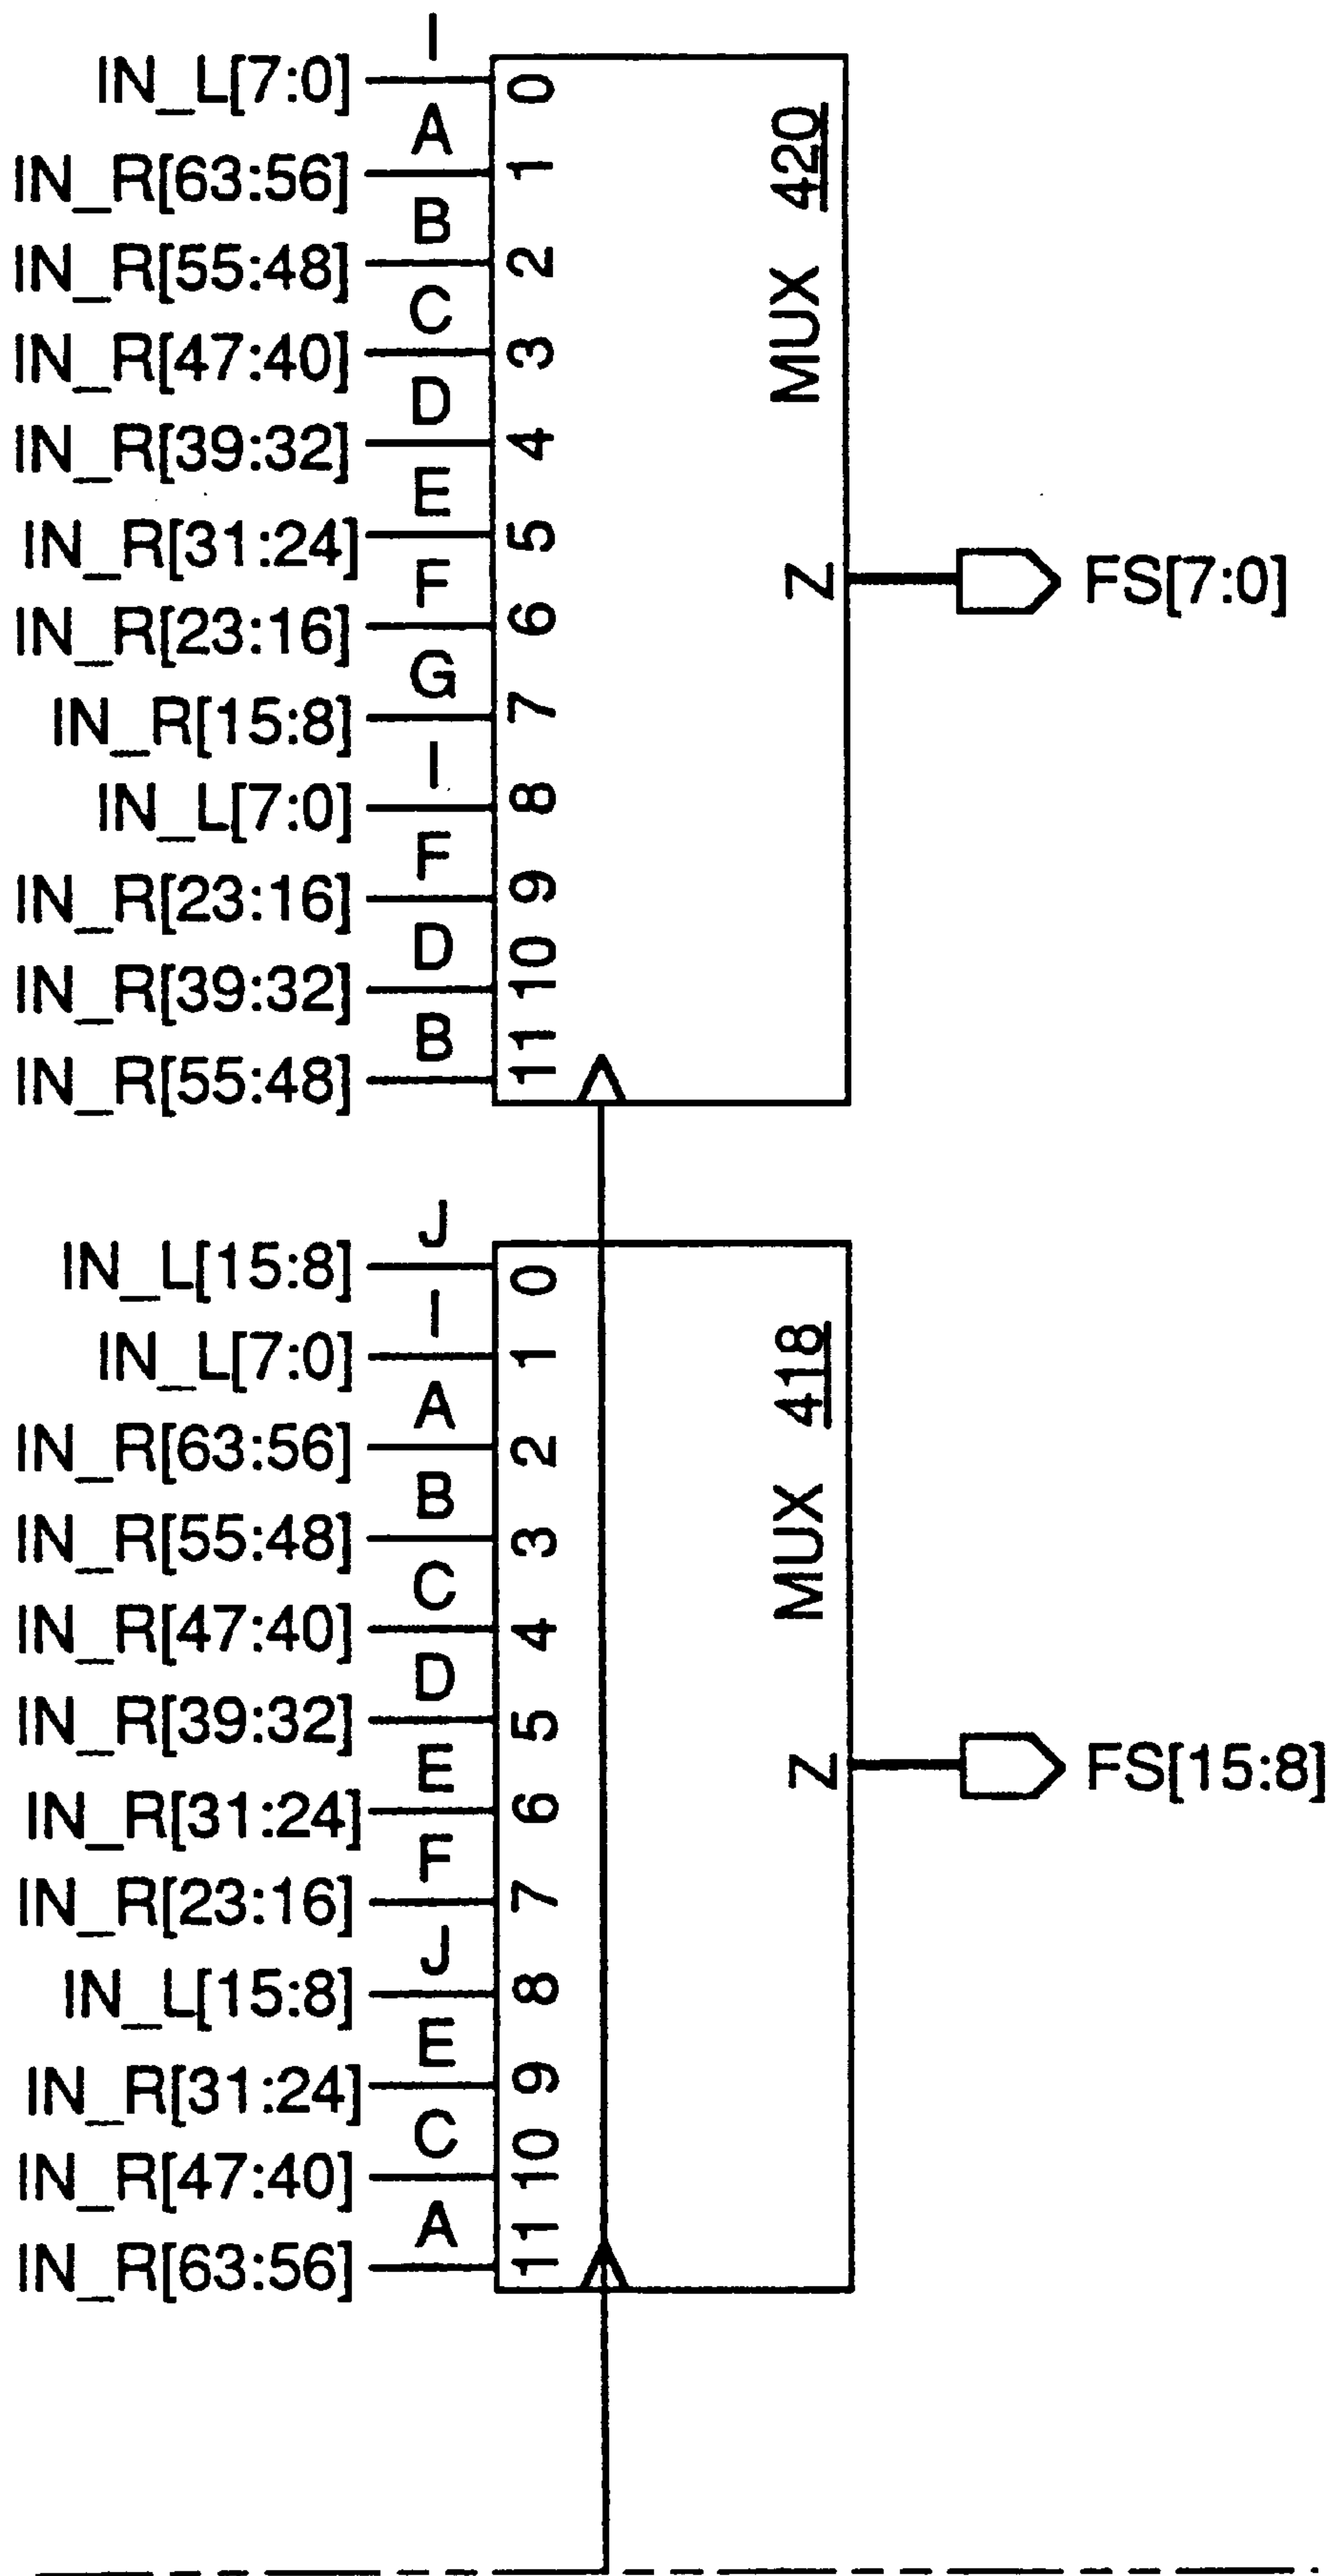 I
IN_L[7:0] 0
A
IN_R[63:56] 1
B
IN_R[55:48] 2
C
IN_R[47:40] 3
D
IN_R[39:32] 4
E
IN_R[31:24] 5
F
IN_R[23:16] 6
G
IN_R[15:8] 7
I
IN_L[7:0] 8
F
IN_R[23:16] 9
D
IN_R[39:32] 10
B
IN_R[55:48] 11
MUX 420
Z FS[7:0]
J
IN_L[15:8] 0
I
IN_L[7:0] 1
A
IN_R[63:56] 2
B
IN_R[55:48] 3
C
IN_R[47:40] 4
D
IN_R[39:32] 5
E
IN_R[31:24] 6
F
IN_R[23:16] 7
J
IN_L[15:8] 8
E
IN_R[31:24] 9
C
IN_R[47:40] 10
A
IN_R[63:56] 11
MUX 418
Z FS[15:8]